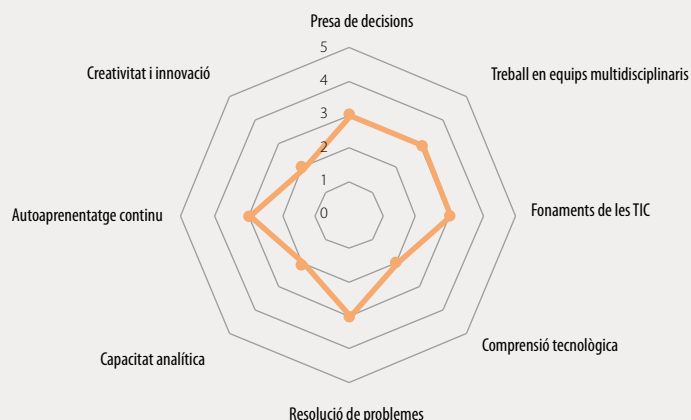 Presa de decisions
5
Creativitat i innovació
4
Treball en equips multidisciplinaris
3
2
1
Autoaprenentatge continu
0
Fonaments de les TIC
Capacitat analítica
Comprensió tecnològica
Resolució de problemes